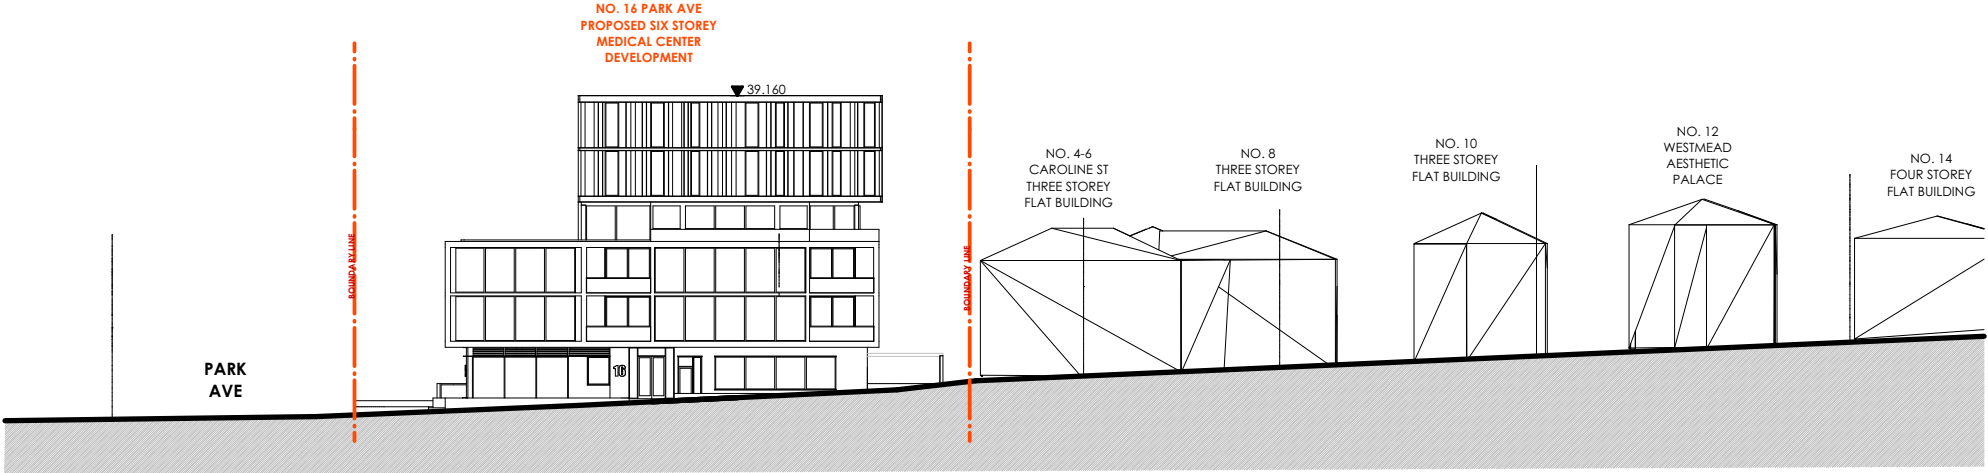 NO. 16 PARK AVE
PROPOSED SIX STOREY
MEDICAL CENTER
DEVELOPMENT
39.160
BOUNDARY LINE
16
PARK
AVE
BOUNDARY LINE
NO. 4-6
CAROLINE ST
THREE STOREY
FLAT BUILDING
NO. 8
THREE STOREY
FLAT BUILDING
NO. 10
THREE STOREY
FLAT BUILDING
NO. 12
WESTMEAD
AESTHETIC
PALACE
NO. 14
FOUR STOREY
FLAT BUILDING